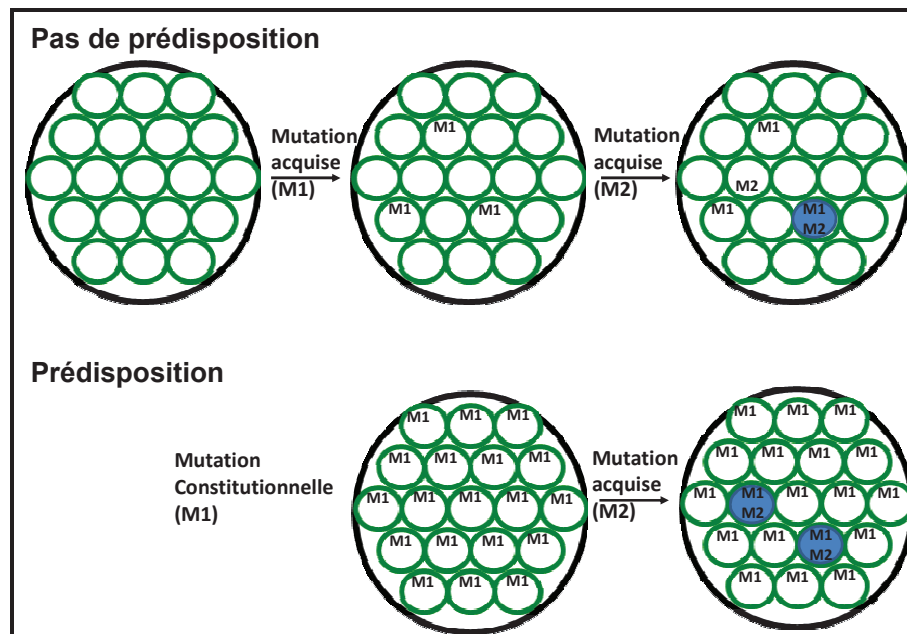 Pas de prédisposition
Mutation
acquise
(M1)
M1
M1 M1
Mutation
acquise
(M2)
M1
M2
M1 M1
M2
Prédisposition
Mutation
Constitutionnelle
(M1)
M1 M1 M1
M1 M1 M1 M1
M1 M1 M1 M1 M1
M1 M1 M1 M1
M1 M1 M1
Mutation
acquise
(M2)
M1 M1 M1
M1 M1 M1 M1
M1 M1 M1 M1 M1
M2
M1 M1 M1 M1
M2
M1 M1 M1